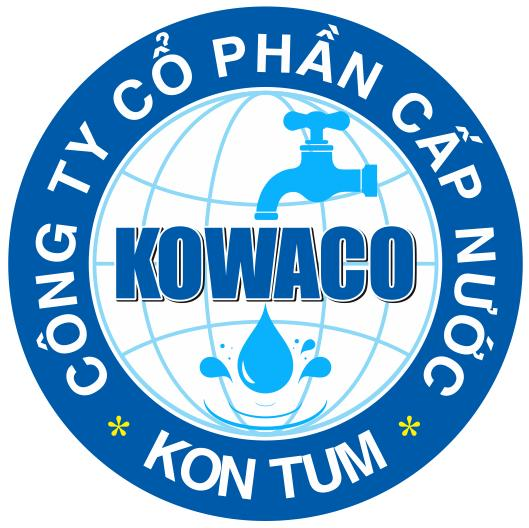 CÔNG TY CỔ PHẦN CẤP NƯỚC
KOWACO
* KON TUM *